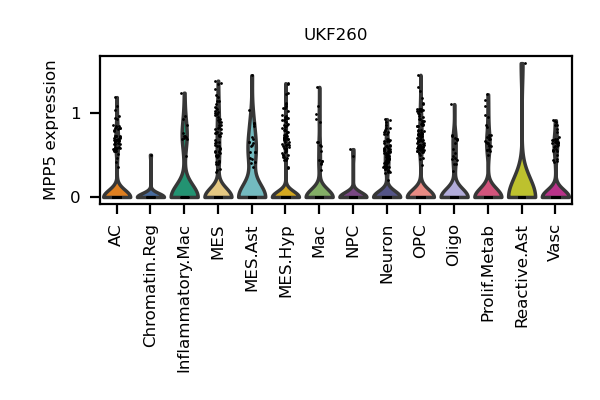 UKF260
MPP5 expression
1
0
AC
Chromatin.Reg
Inflammatory.Mac
MES
MES.Ast
MES.Hyp
Mac
NPC
Neuron
OPC
Oligo
Prolif.Metab
Reactive.Ast
Vasc